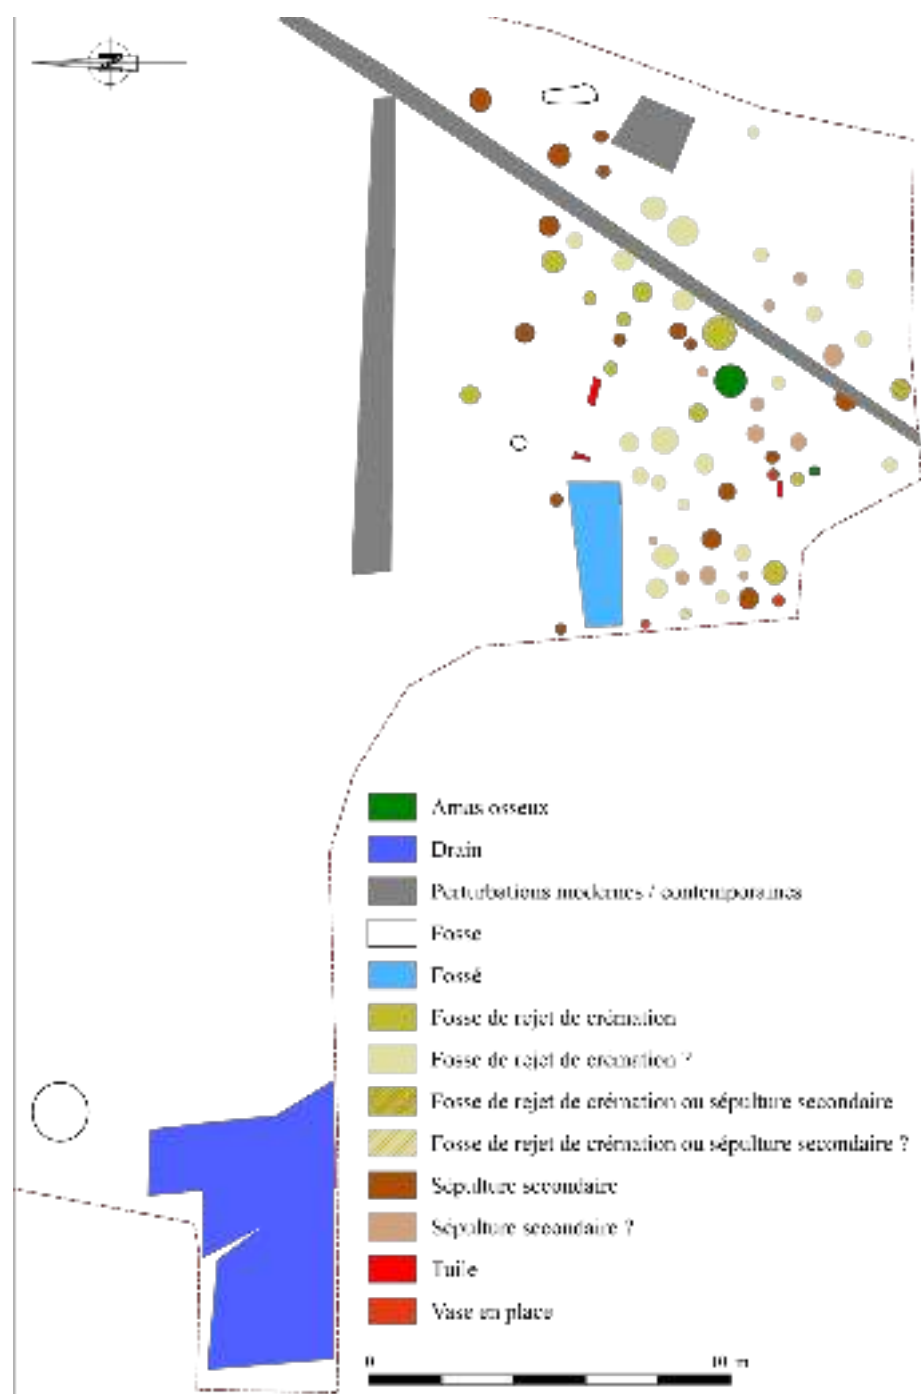 N
Amas osseux
Drain
Perturbations modernes / contemporaines
Fosse
Fossé
Fosse de rejet de crémation
Fosse de rejet de crémation ?
Fosse de rejet de crémation ou sépulture secondaire
Fosse de rejet de crémation ou sépulture secondaire ?
Sépulture secondaire
Sépulture secondaire ?
Tuile
Vase en place
0 10 m